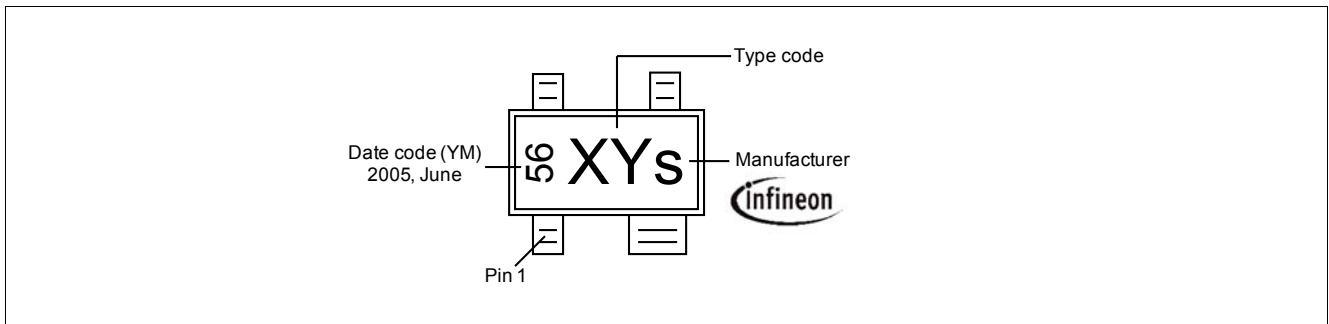 Type code
Date code (YM)
2005, June
56
XYs
Manufacturer
infineon
Pin 1